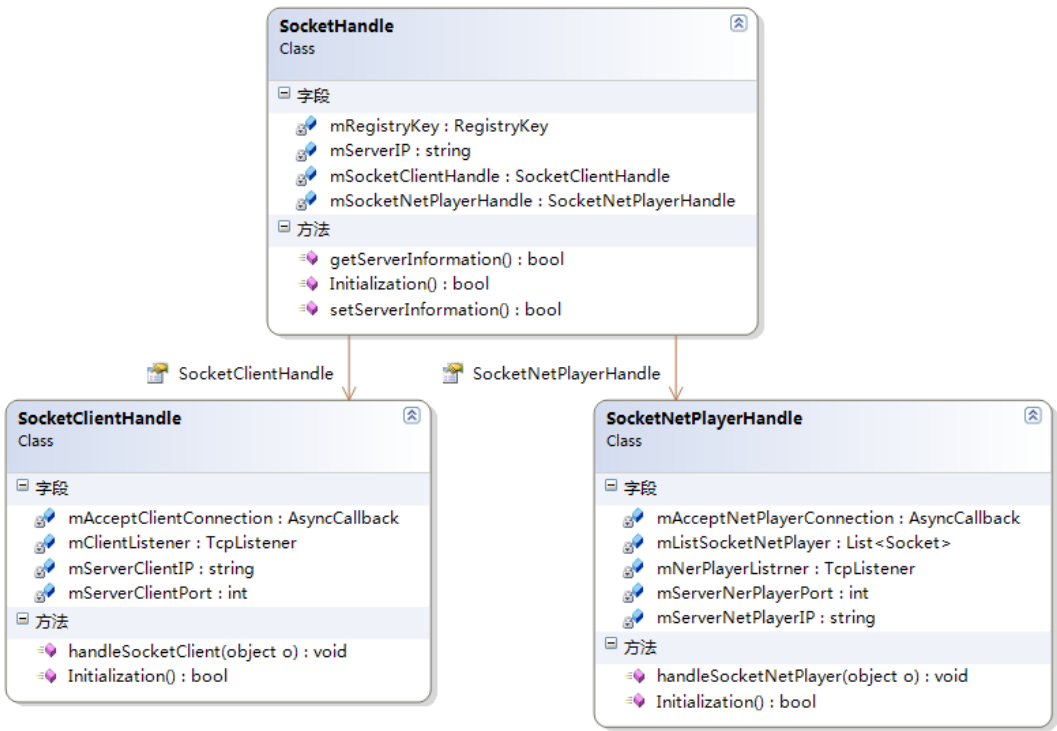 SocketHandle
Class
字段
mRegistryKey : RegistryKey
mServerIP : string
mSocketClientHandle : SocketClientHandle
mSocketNetPlayerHandle : SocketNetPlayerHandle
方法
getServerInformation() : bool
Initialization() : bool
setServerInformation() : bool
SocketClientHandle
SocketNetPlayerHandle
SocketClientHandle
Class
字段
mAcceptClientConnection : AsyncCallback
mClientListener : TcpListener
mServerClientIP : string
mServerClientPort : int
方法
handleSocketClient(object o) : void
Initialization() : bool
SocketNetPlayerHandle
Class
字段
mAcceptNetPlayerConnection : AsyncCallback
mListSocketNetPlayer : List<Socket>
mNerPlayerListrner : TcpListener
mServerNerPlayerPort : int
mServerNetPlayerIP : string
方法
handleSocketNetPlayer(object o) : void
Initialization() : bool